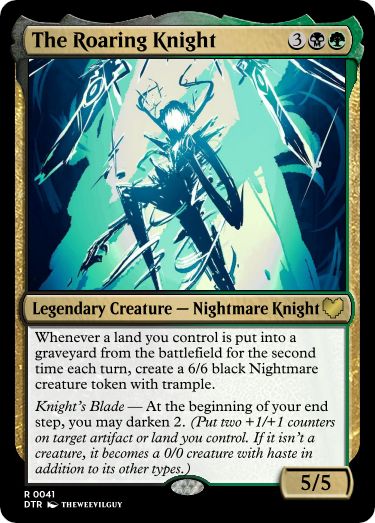 The Roaring Knight 3
Legendary Creature — Nightmare Knight
Whenever a land you control is put into a
graveyard from the battlefield for the second
time each turn, create a 6/6 black Nightmare
creature token with trample.
Knight's Blade — At the beginning of your end
step, you may darken 2. (Put two +1/+1 counters
on target artifact or land you control. If it isn't a
creature, it becomes a 0/0 creature with haste in
addition to its other types.)
5/5
R 0041
DTR THEWEEVILGUY